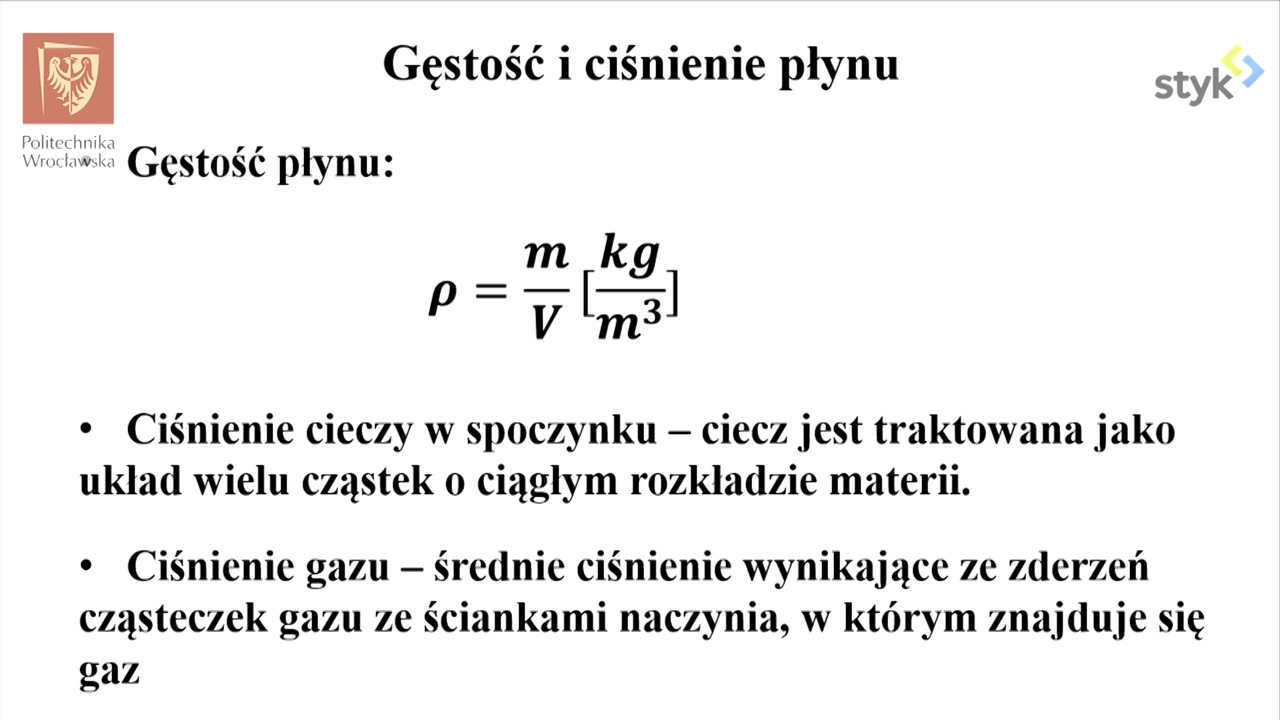 Gęstość i ciśnienie płynu
styk
Politechnika
Wrocławska
Gęstość płynu:
ρ = m/V [kg/m³]
• Ciśnienie cieczy w spoczynku – ciecz jest traktowana jako
układ wielu cząstek o ciągłym rozkładzie materii.
• Ciśnienie gazu – średnie ciśnienie wynikające ze zderzeń
cząsteczek gazu ze ściankami naczynia, w którym znajduje się
gaz